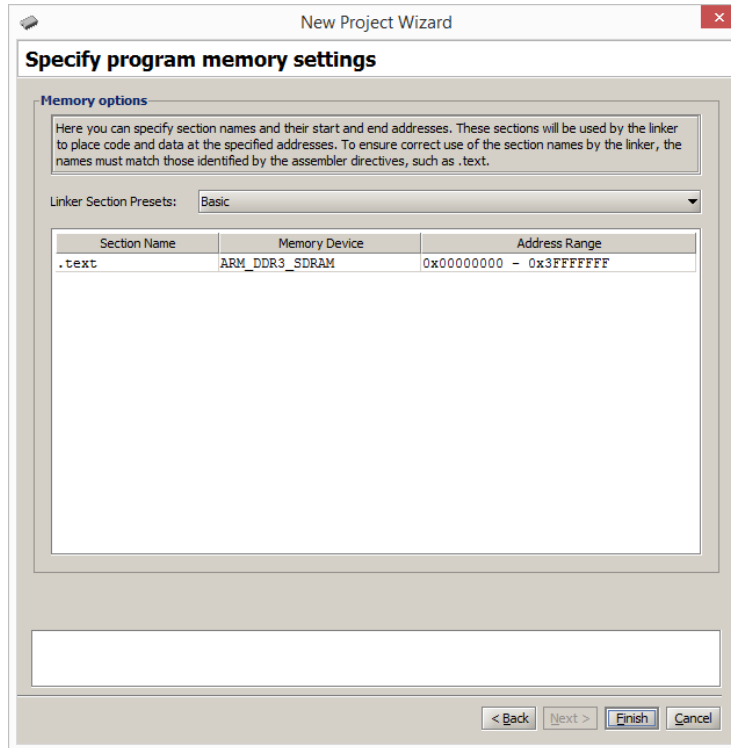 New Project Wizard
Specify program memory settings
Memory options
Here you can specify section names and their start and end addresses. These sections will be used by the linker
to place code and data at the specified addresses. To ensure correct use of the section names by the linker, the
names must match those identified by the assembler directives, such as .text.
Linker Section Presets: Basic
Section Name Memory Device Address Range
.text ARM_DDR3_SDRAM 0x00000000 - 0x3FFFFFFF
< Back Next > Finish Cancel